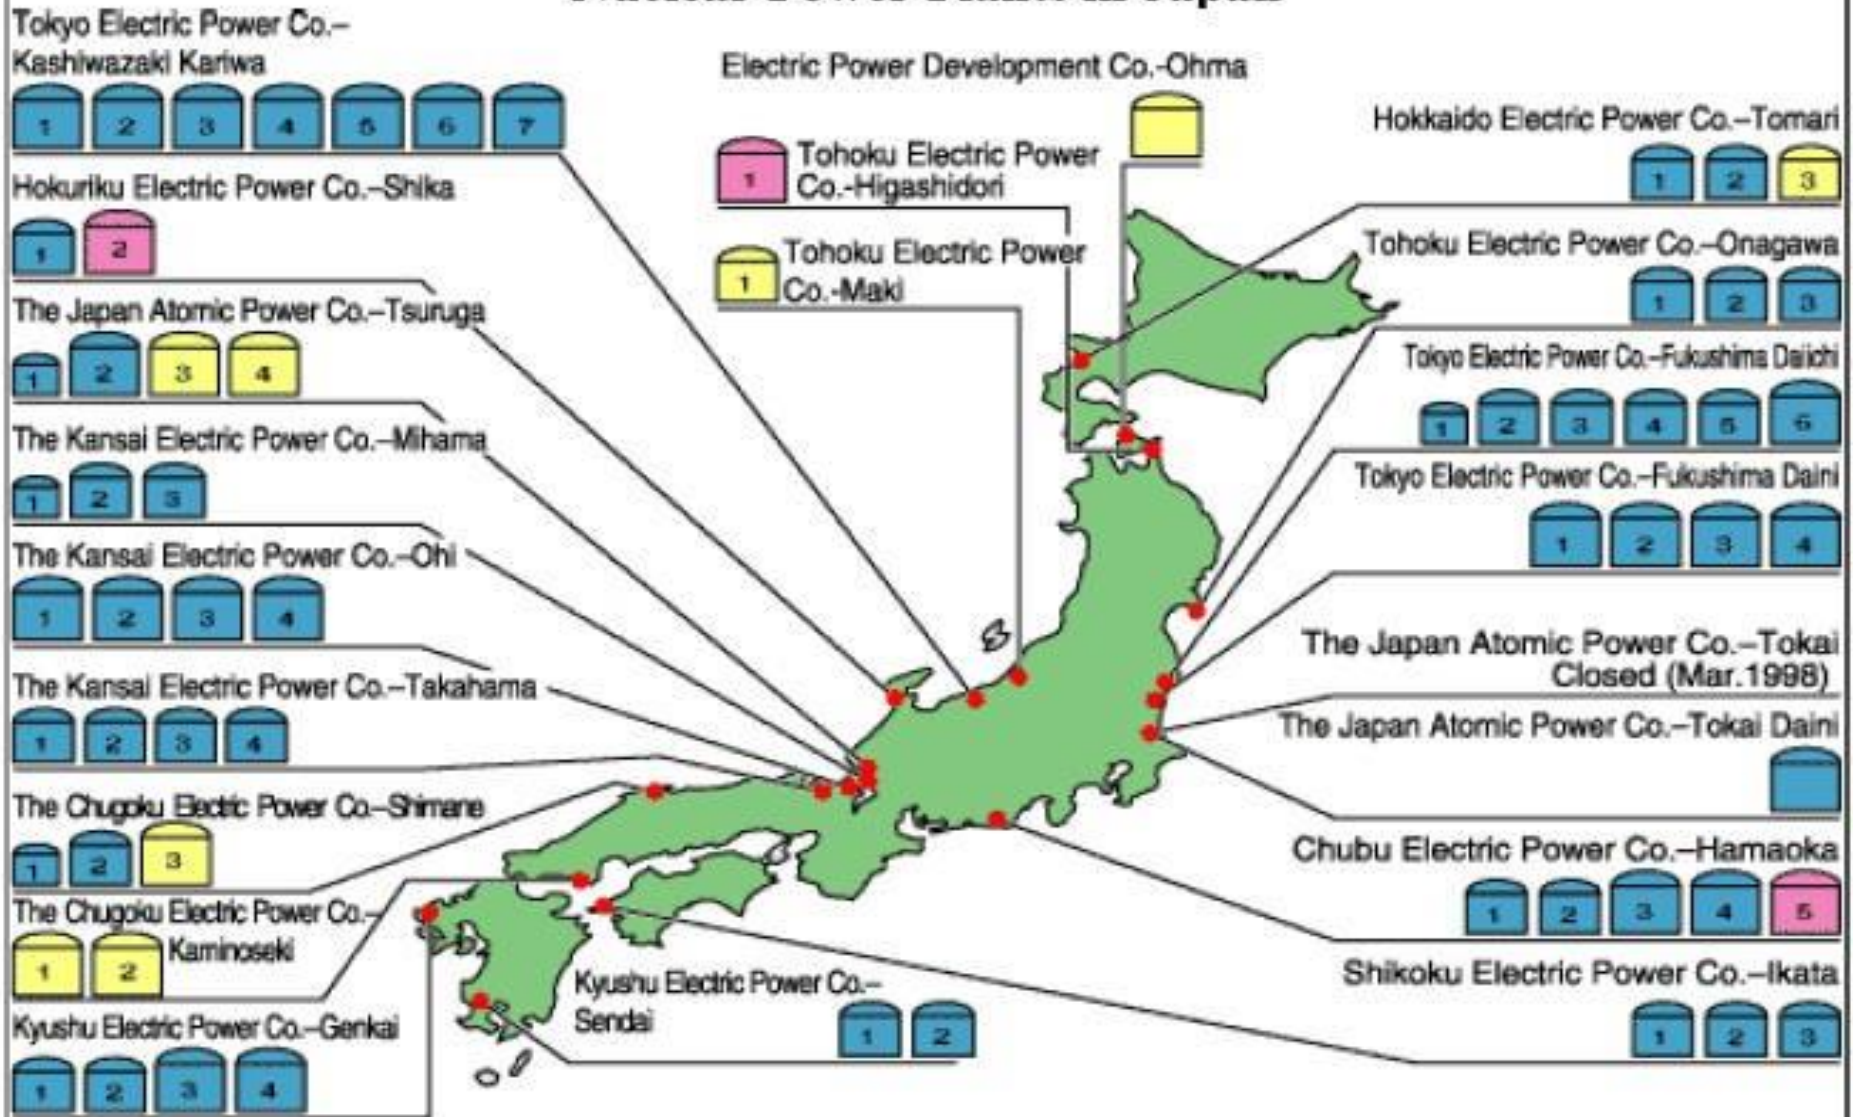 Tokyo Electric Power Co.–
Kashiwazaki Kariwa
1 2 3 4 5 6 7
Hokuriku Electric Power Co.–Shika
1 2
The Japan Atomic Power Co.–Tsuruga
1 2 3 4
The Kansai Electric Power Co.–Mihama
1 2 3
The Kansai Electric Power Co.–Ohi
1 2 3 4
The Kansai Electric Power Co.–Takahama
1 2 3 4
The Chugoku Electric Power Co.–Shimane
1 2 3
The Chugoku Electric Power Co.–
Kaminoseki
1 2
Kyushu Electric Power Co.–Genkai
1 2 3 4
Electric Power Development Co.-Ohma
Tohoku Electric Power
Co.-Higashidori
1
Tohoku Electric Power
Co.-Maki
1
Kyushu Electric Power Co.–
Sendai
1 2
Hokkaido Electric Power Co.–Tomari
1 2 3
Tohoku Electric Power Co.–Onagawa
1 2 3
Tokyo Electric Power Co.–Fukushima Daiichi
1 2 3 4 5 6
Tokyo Electric Power Co.–Fukushima Daini
1 2 3 4
The Japan Atomic Power Co.–Tokai
Closed (Mar.1998)
The Japan Atomic Power Co.–Tokai Daini
Chubu Electric Power Co.–Hamaoka
1 2 3 4 5
Shikoku Electric Power Co.–Ikata
1 2 3